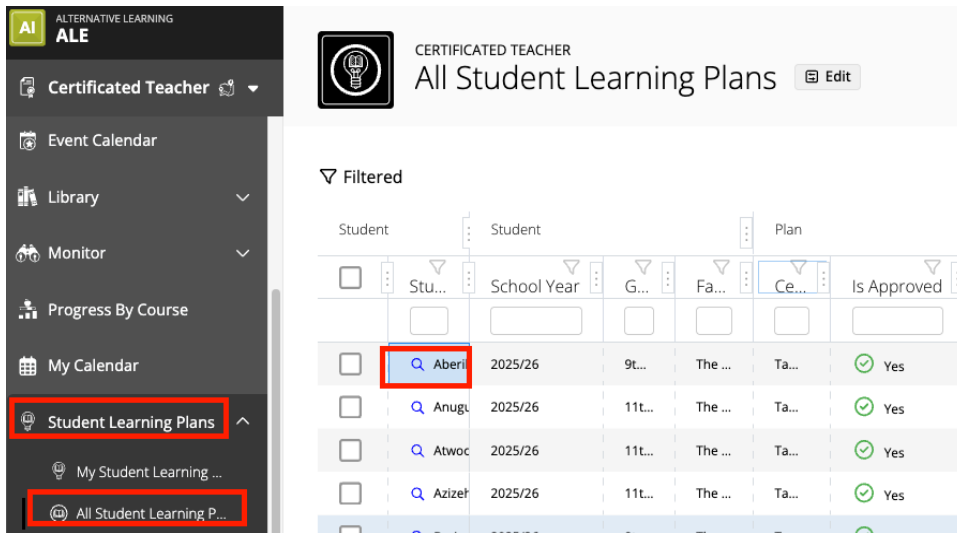 AI
ALTERNATIVE LEARNING
ALE
Certificated Teacher
Event Calendar
Library
Monitor
Progress By Course
My Calendar
Student Learning Plans
My Student Learning ...
All Student Learning P...
CERTIFICATED TEACHER
All Student Learning Plans
Edit
Filtered
Student Student Plan
Stu... School Year G... Fa... Ce... Is Approved
2025/26 9t... The ... Ta... Yes
Anugu 2025/26 11t... The ... Ta... Yes
Atwoo 2025/26 11t... The ... Ta... Yes
Azizeh 2025/26 11t... The ... Ta... Yes